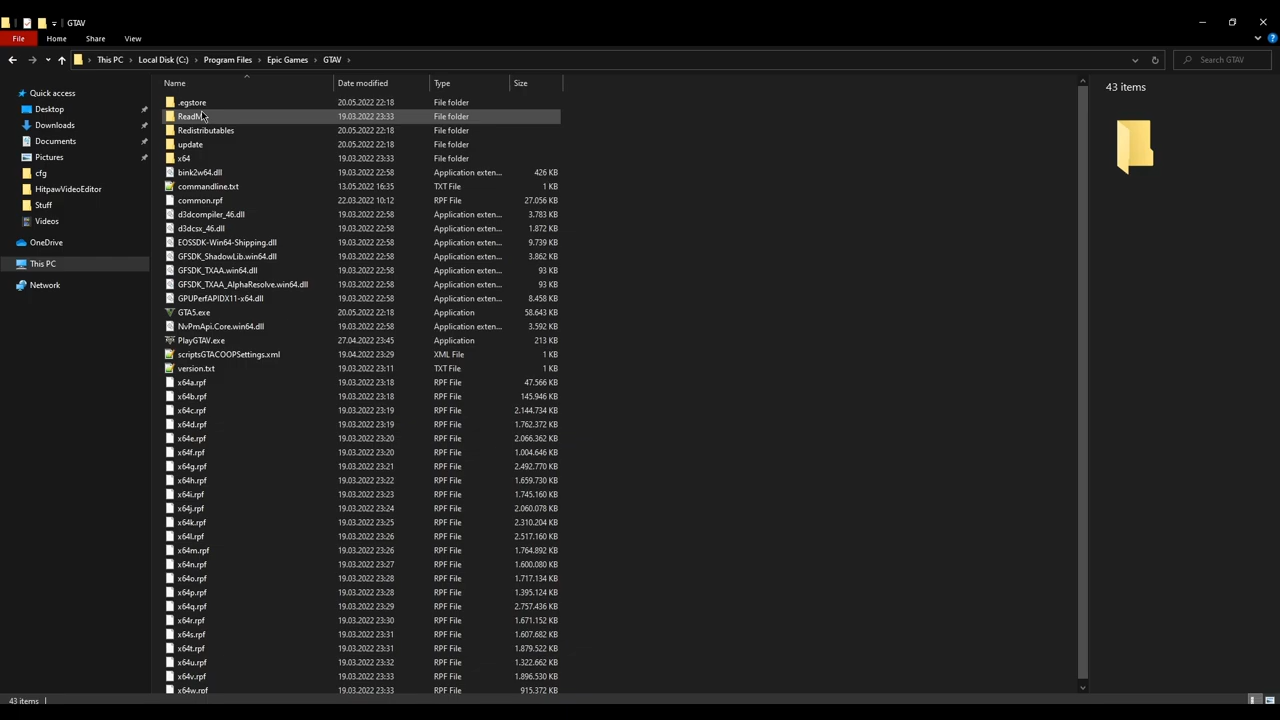 GTAV
File Home Share View
This PC > Local Disk (C:) > Program Files > Epic Games > GTAV >
Search GTAV
Name Date modified Type Size
Quick access
Desktop
Downloads
Documents
Pictures
cfg
HitpawVideoEditor
Stuff
Videos
OneDrive
This PC
Network
.egstore 20.05.2022 22:18 File folder
ReadM 19.03.2022 23:33 File folder
Redistributables 20.05.2022 22:18 File folder
update 20.05.2022 22:18 File folder
x64 19.03.2022 23:33 File folder
bink2w64.dll 19.03.2022 22:58 Application exten... 426 KB
commandline.txt 13.05.2022 16:35 TXT File 1 KB
common.rpf 22.03.2022 10:12 RPF File 27.056 KB
d3dcompiler_46.dll 19.03.2022 22:58 Application exten... 3.783 KB
d3dcsx_46.dll 19.03.2022 22:58 Application exten... 1.872 KB
EOSSDK-Win64-Shipping.dll 19.03.2022 22:58 Application exten... 9.739 KB
GFSDK_ShadowLib.win64.dll 19.03.2022 22:58 Application exten... 3.862 KB
GFSDK_TXAA.win64.dll 19.03.2022 22:58 Application exten... 93 KB
GFSDK_TXAA_AlphaResolve.win64.dll 19.03.2022 22:58 Application exten... 93 KB
GPUPerfAPIDX11-x64.dll 19.03.2022 22:58 Application exten... 8.458 KB
GTA5.exe 20.05.2022 22:18 Application 58.643 KB
NvPmApi.Core.win64.dll 19.03.2022 22:58 Application exten... 3.592 KB
PlayGTAV.exe 27.04.2022 23:45 Application 213 KB
scriptsGTACOOPSettings.xml 19.04.2022 23:29 XML File 1 KB
version.txt 19.03.2022 23:11 TXT File 1 KB
x64a.rpf 19.03.2022 23:18 RPF File 47.566 KB
x64b.rpf 19.03.2022 23:18 RPF File 145.946 KB
x64c.rpf 19.03.2022 23:19 RPF File 2.144.734 KB
x64d.rpf 19.03.2022 23:19 RPF File 1.762.372 KB
x64e.rpf 19.03.2022 23:20 RPF File 2.066.362 KB
x64f.rpf 19.03.2022 23:20 RPF File 1.004.646 KB
x64g.rpf 19.03.2022 23:21 RPF File 2.492.770 KB
x64h.rpf 19.03.2022 23:22 RPF File 1.659.730 KB
x64i.rpf 19.03.2022 23:23 RPF File 1.745.160 KB
x64j.rpf 19.03.2022 23:24 RPF File 2.060.078 KB
x64k.rpf 19.03.2022 23:25 RPF File 2.310.204 KB
x64l.rpf 19.03.2022 23:26 RPF File 2.517.160 KB
x64m.rpf 19.03.2022 23:26 RPF File 1.764.892 KB
x64n.rpf 19.03.2022 23:27 RPF File 1.600.080 KB
x64o.rpf 19.03.2022 23:28 RPF File 1.717.134 KB
x64p.rpf 19.03.2022 23:28 RPF File 1.395.124 KB
x64q.rpf 19.03.2022 23:29 RPF File 2.757.436 KB
x64r.rpf 19.03.2022 23:30 RPF File 1.671.152 KB
x64s.rpf 19.03.2022 23:31 RPF File 1.607.682 KB
x64t.rpf 19.03.2022 23:31 RPF File 1.879.522 KB
x64u.rpf 19.03.2022 23:32 RPF File 1.322.662 KB
x64v.rpf 19.03.2022 23:33 RPF File 1.896.530 KB
x64w.rpf 19.03.2022 23:33 RPF File 915.372 KB
43 items
43 items